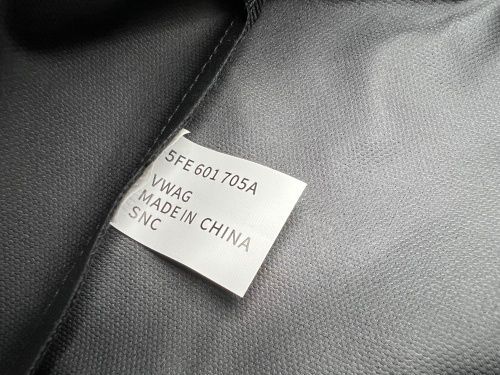 5FE 601 705A
VWAG
MADE IN CHINA
SNC